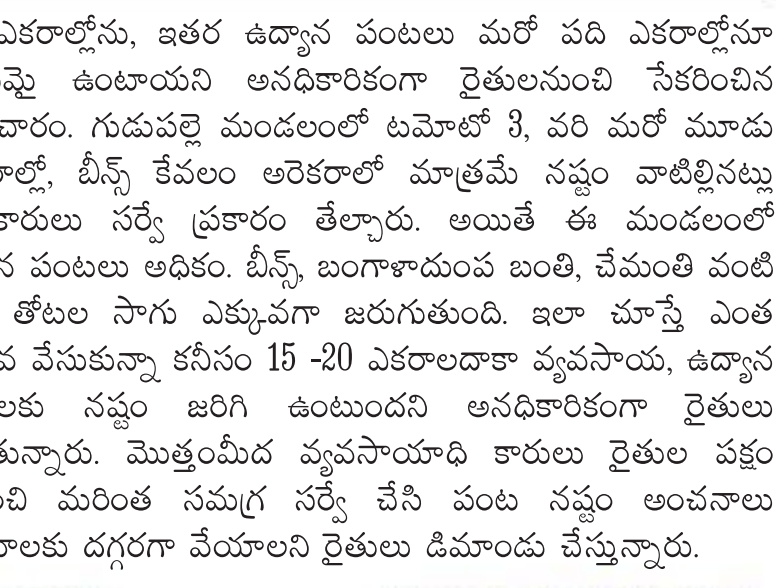 ఎకరాల్లోను, ఇతర ఉద్యాన పంటలు మరో పది ఎకరాల్లోనూ
ఉంటాయని అనధికారికంగా రైతులనుంచి సేకరించిన
గుడుపల్లె మండలంలో టమోటో 3, వరి మరో మూడు
బీన్స్ కేవలం అరెకరాలో మాత్రమే నష్టం వాటిల్లినట్లు
సర్వే ప్రకారం తేల్చారు. అయితే ఈ మండలంలో
పంటలు అధికం. బీన్స్, బంగాళాదుంప బంతి, చేమంతి వంటి
తోటల సాగు ఎక్కువగా జరుగుతుంది. ఇలా చూస్తే ఎంత
వేసుకున్నా కనీసం 15 -20 ఎకరాలదాకా వ్యవసాయ, ఉద్యాన
నష్టం జరిగి ఉంటుందని అనధికారికంగా రైతులు
మొత్తంమీద వ్యవసాయాధి కారులు రైతుల పక్షం
మరింత సమగ్ర సర్వే చేసి పంట నష్టం అంచనాలు
దగ్గరగా వేయాలని రైతులు డిమాండు చేస్తున్నారు.